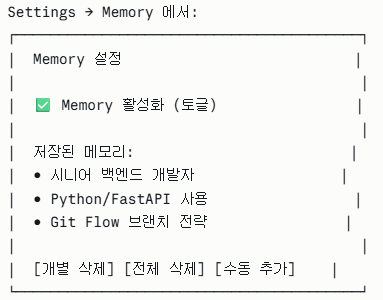 Settings → Memory 에서:
Memory 설정
✅ Memory 활성화 (토글)
저장된 메모리:
● 시니어 백엔드 개발자
● Python/FastAPI 사용
● Git Flow 브랜치 전략
[개별 삭제] [전체 삭제] [수동 추가]